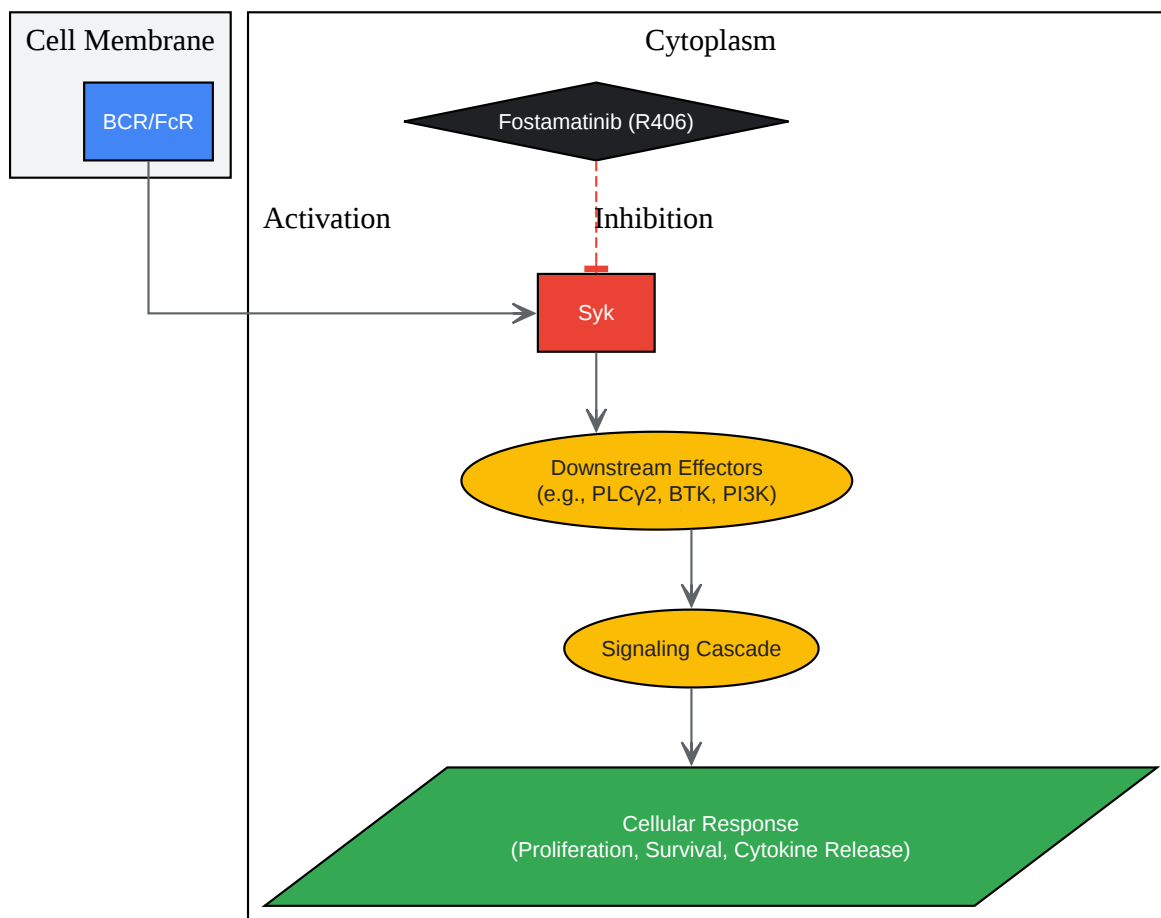 Cell Membrane
Cytoplasm
BCR/FcR
Fostamatinib (R406)
Activation
Inhibition
Syk
Downstream Effectors
(e.g., PLCγ2, BTK, PI3K)
Signaling Cascade
Cellular Response
(Proliferation, Survival, Cytokine Release)